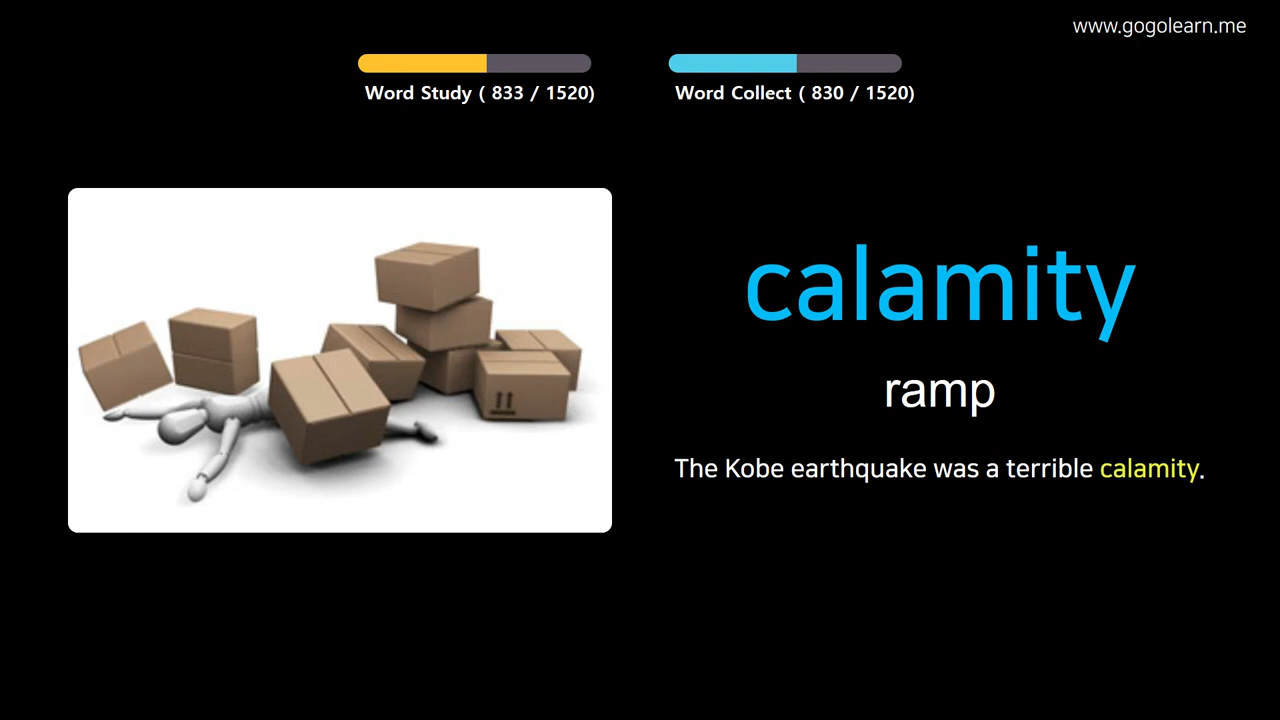 www.gogolearn.me
Word Study ( 833 / 1520)
Word Collect ( 830 / 1520)
calamity
ramp
The Kobe earthquake was a terrible calamity.